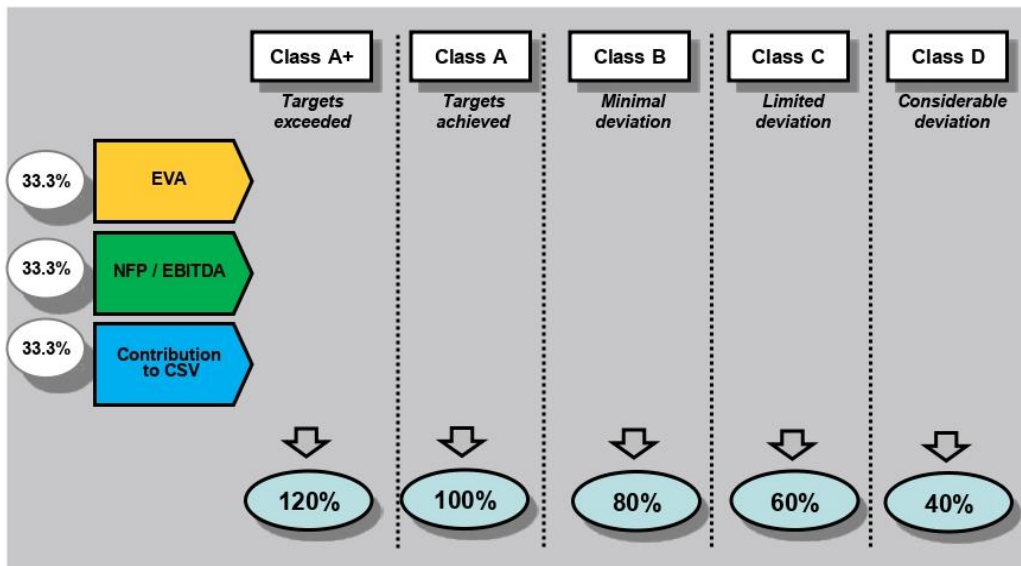 Class A+
Class A
Class B
Class C
Class D
Targets
exceeded
Targets
achieved
Minimal
deviation
Limited
deviation
Considerable
deviation
33.3%
EVA
33.3%
NFP / EBITDA
33.3%
Contribution
to CSV
120%
100%
80%
60%
40%